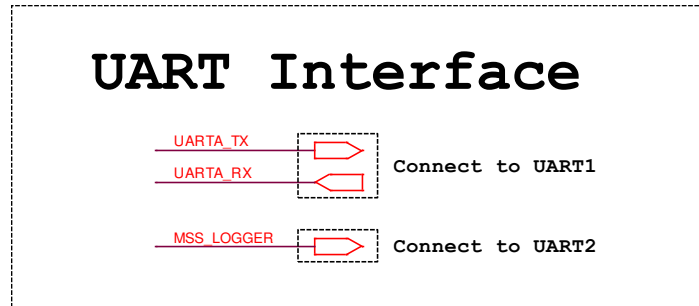 UART Interface
UARTA_TX
UARTA_RX
Connect to UART1
MSS_LOGGER
Connect to UART2